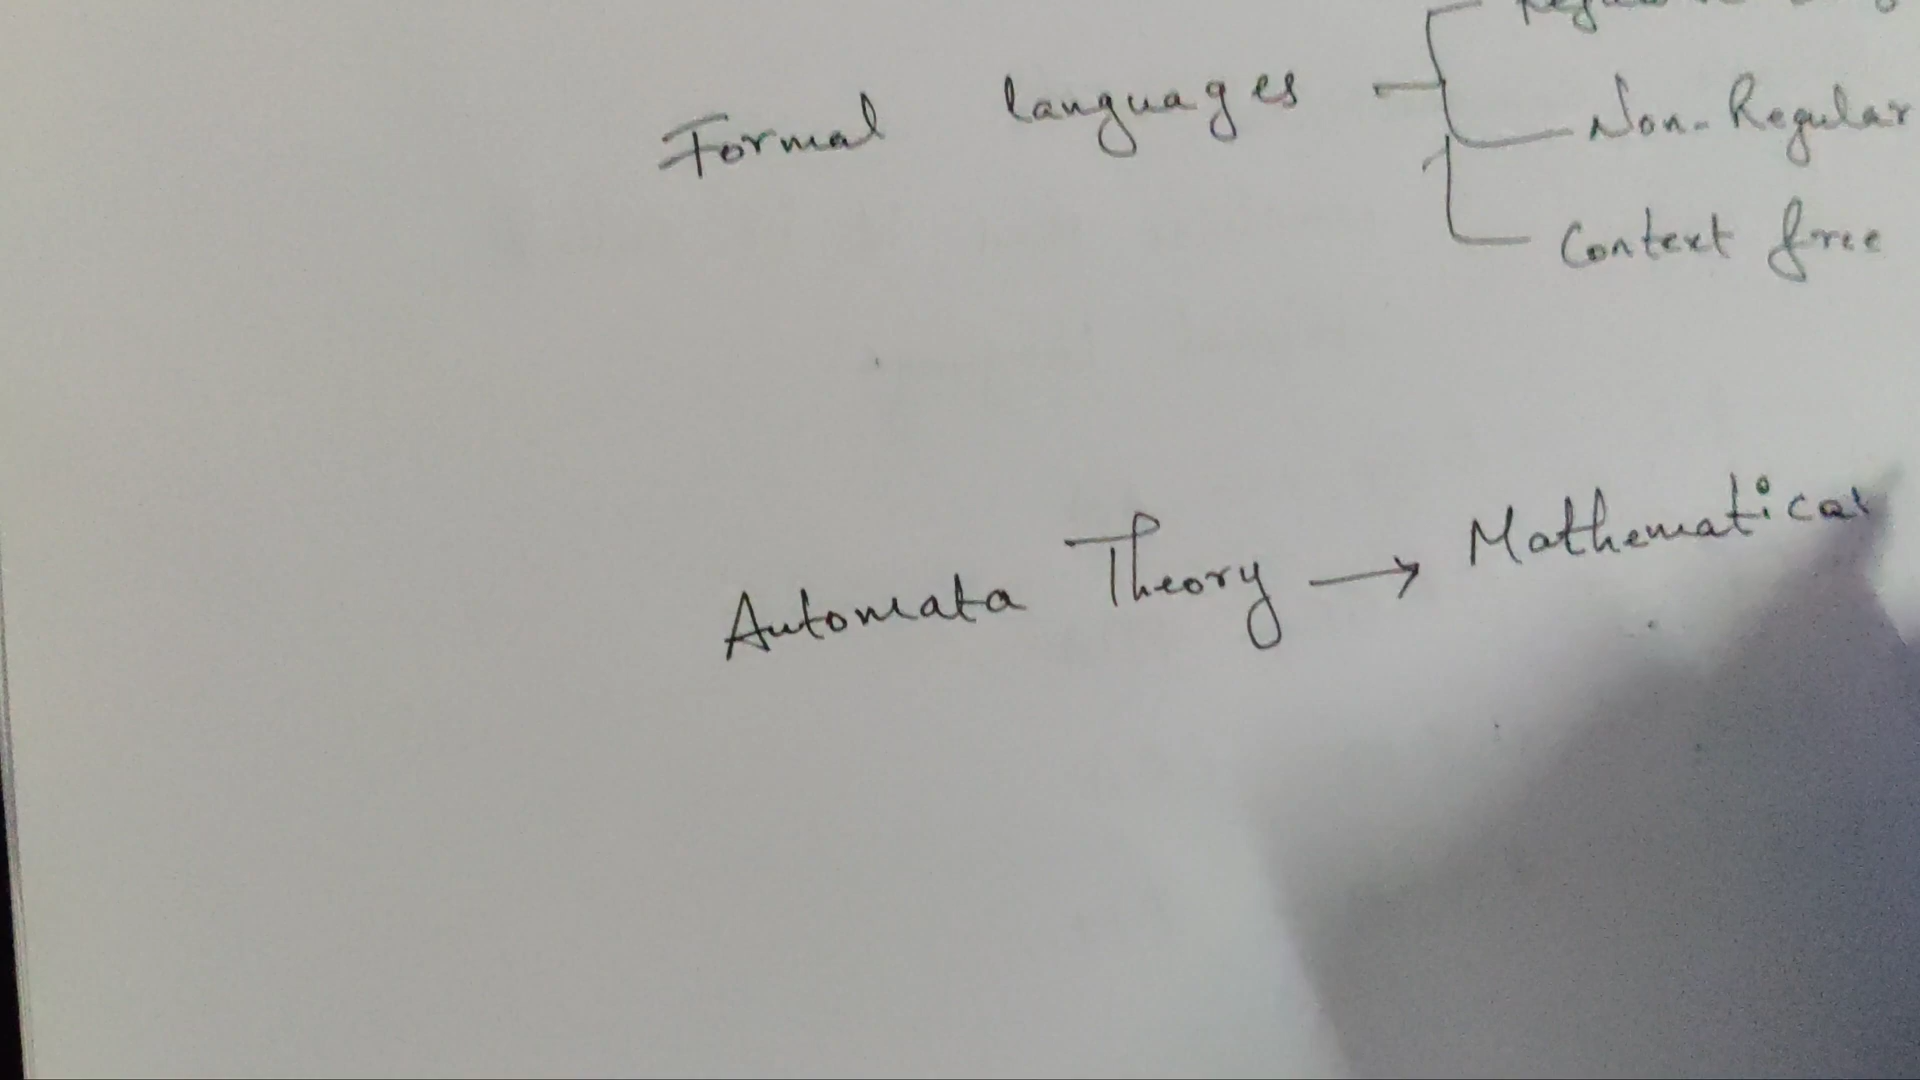 Formal languages
Non-Regular
Context free
Automata Theory → Mathematical